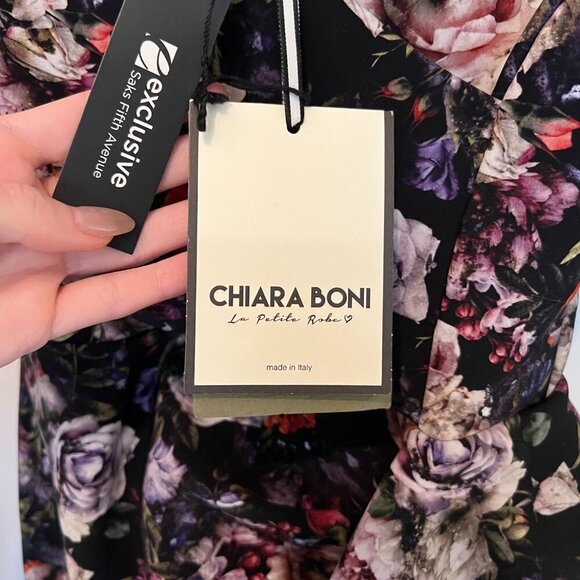 exclusive
Saks Fifth Avenue
CHIARA BONI
La Petite Robe♡
made in Italy